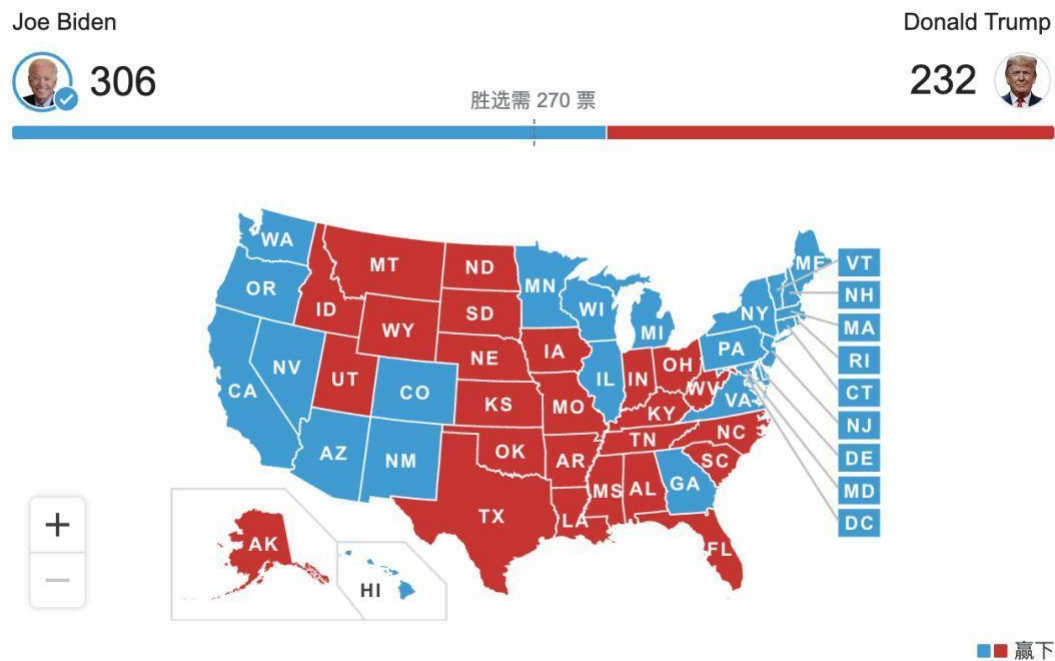 Joe Biden
Donald Trump
306
232
胜选需 270 票
WA
MT
ND
MN
ME
VT
OR
ID
SD
WI
NH
WY
MI
NY
MA
NV
NE
IA
PA
RI
CA
UT
CO
IL
IN
OH
CT
KS
MO
WV
VA
NJ
KY
AZ
NM
OK
TN
NC
DE
AR
SC
MD
TX
MS
AL
GA
DC
LA
FL
AK
HI
+
−
赢下